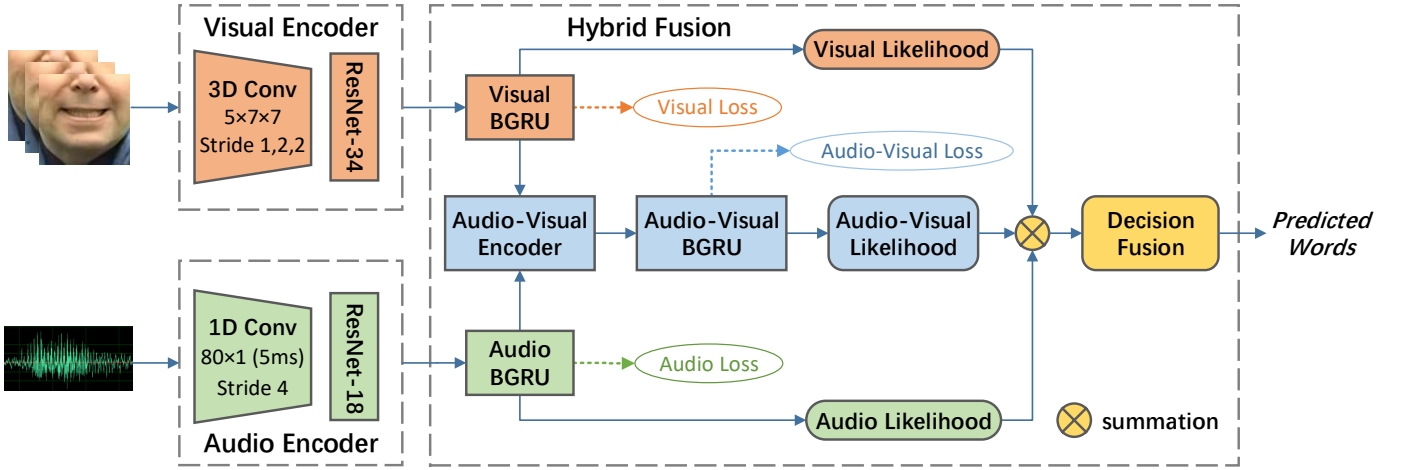 Visual Encoder
3D Conv
5×7×7
Stride 1,2,2
ResNet-34
Hybrid Fusion
Visual
BGRU
Visual Likelihood
Visual Loss
Audio-Visual Loss
Audio-Visual
Encoder
Audio-Visual
BGRU
Audio-Visual
Likelihood
Decision
Fusion
Predicted
Words
1D Conv
80×1 (5ms)
Stride 4
ResNet-18
Audio Encoder
Audio
BGRU
Audio Loss
Audio Likelihood
summation